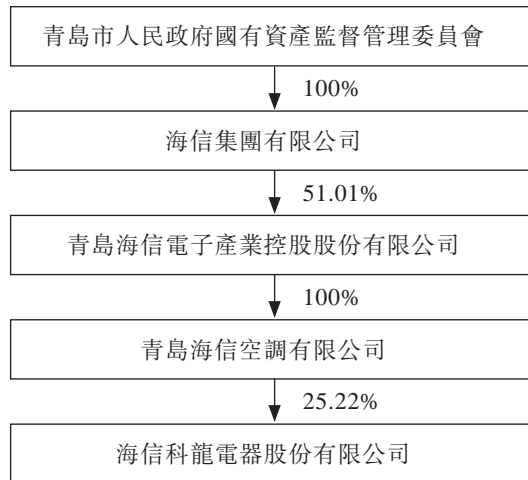 青島市人民政府國有資產監督管理委員會
100%
海信集團有限公司
51.01%
青島海信電子產業控股股份有限公司
100%
青島海信空調有限公司
25.22%
海信科龍電器股份有限公司